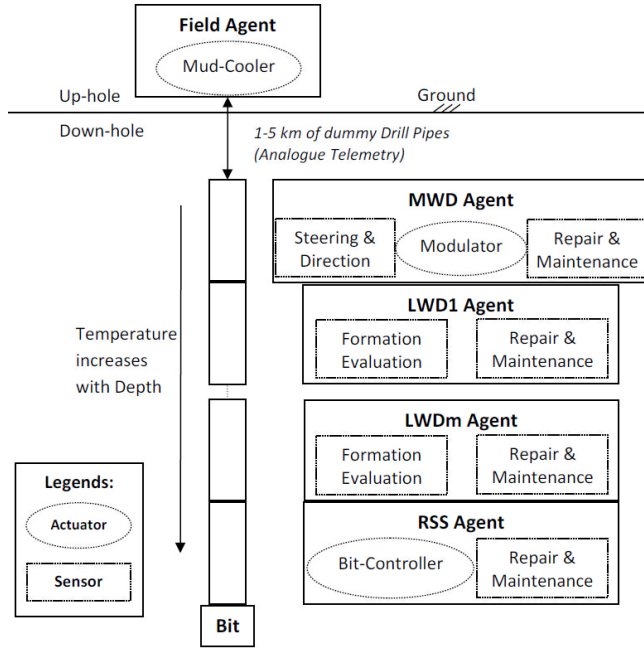 Field Agent
Mud-Cooler
Up-hole
Ground
Down-hole
1-5 km of dummy Drill Pipes
(Analogue Telemetry)
MWD Agent
Steering &
Direction
Modulator
Repair &
Maintenance
LWD1 Agent
Formation
Evaluation
Repair &
Maintenance
Temperature
increases
with Depth
LWDm Agent
Formation
Evaluation
Repair &
Maintenance
Legends:
Actuator
Sensor
RSS Agent
Bit-Controller
Repair &
Maintenance
Bit